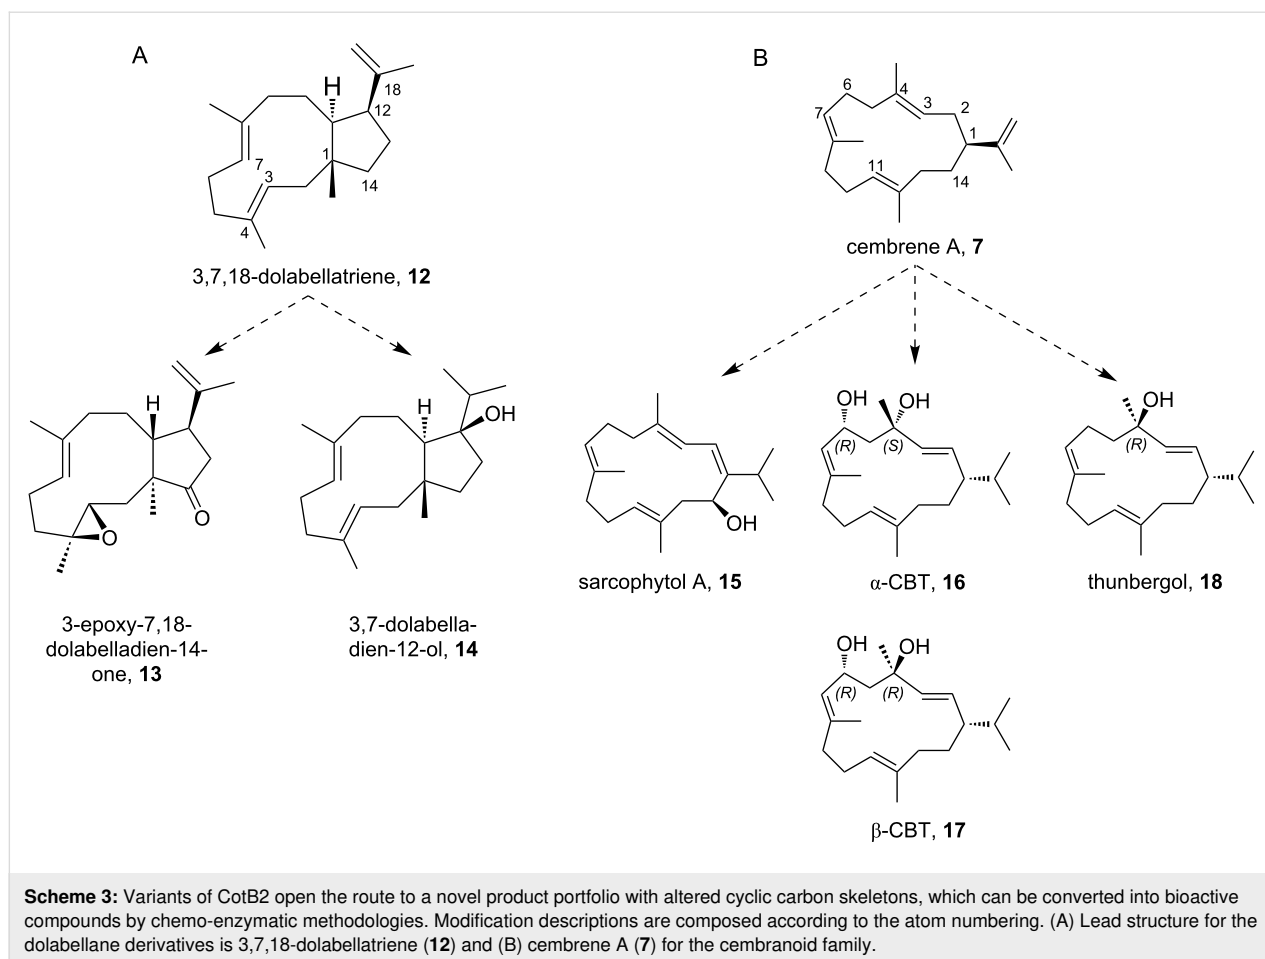 A
H
18
12
1
7
3
14
4
3,7,18-dolabellatriene, 12
B
6
4
3
2
7
1
11
14
cembrene A, 7
H
O
O
3-epoxy-7,18-
dolabelladien-14-
one, 13
H
OH
3,7-dolabella-
dien-12-ol, 14
OH
sarcophytol A, 15
OH
OH
(R)
(S)
α-CBT, 16
OH
(R)
thunbergol, 18
OH
OH
(R)
(R)
β-CBT, 17
Scheme 3: Variants of CotB2 open the route to a novel product portfolio with altered cyclic carbon skeletons, which can be converted into bioactive
compounds by chemo-enzymatic methodologies. Modification descriptions are composed according to the atom numbering. (A) Lead structure for the
dolabellane derivatives is 3,7,18-dolabellatriene (12) and (B) cembrene A (7) for the cembranoid family.